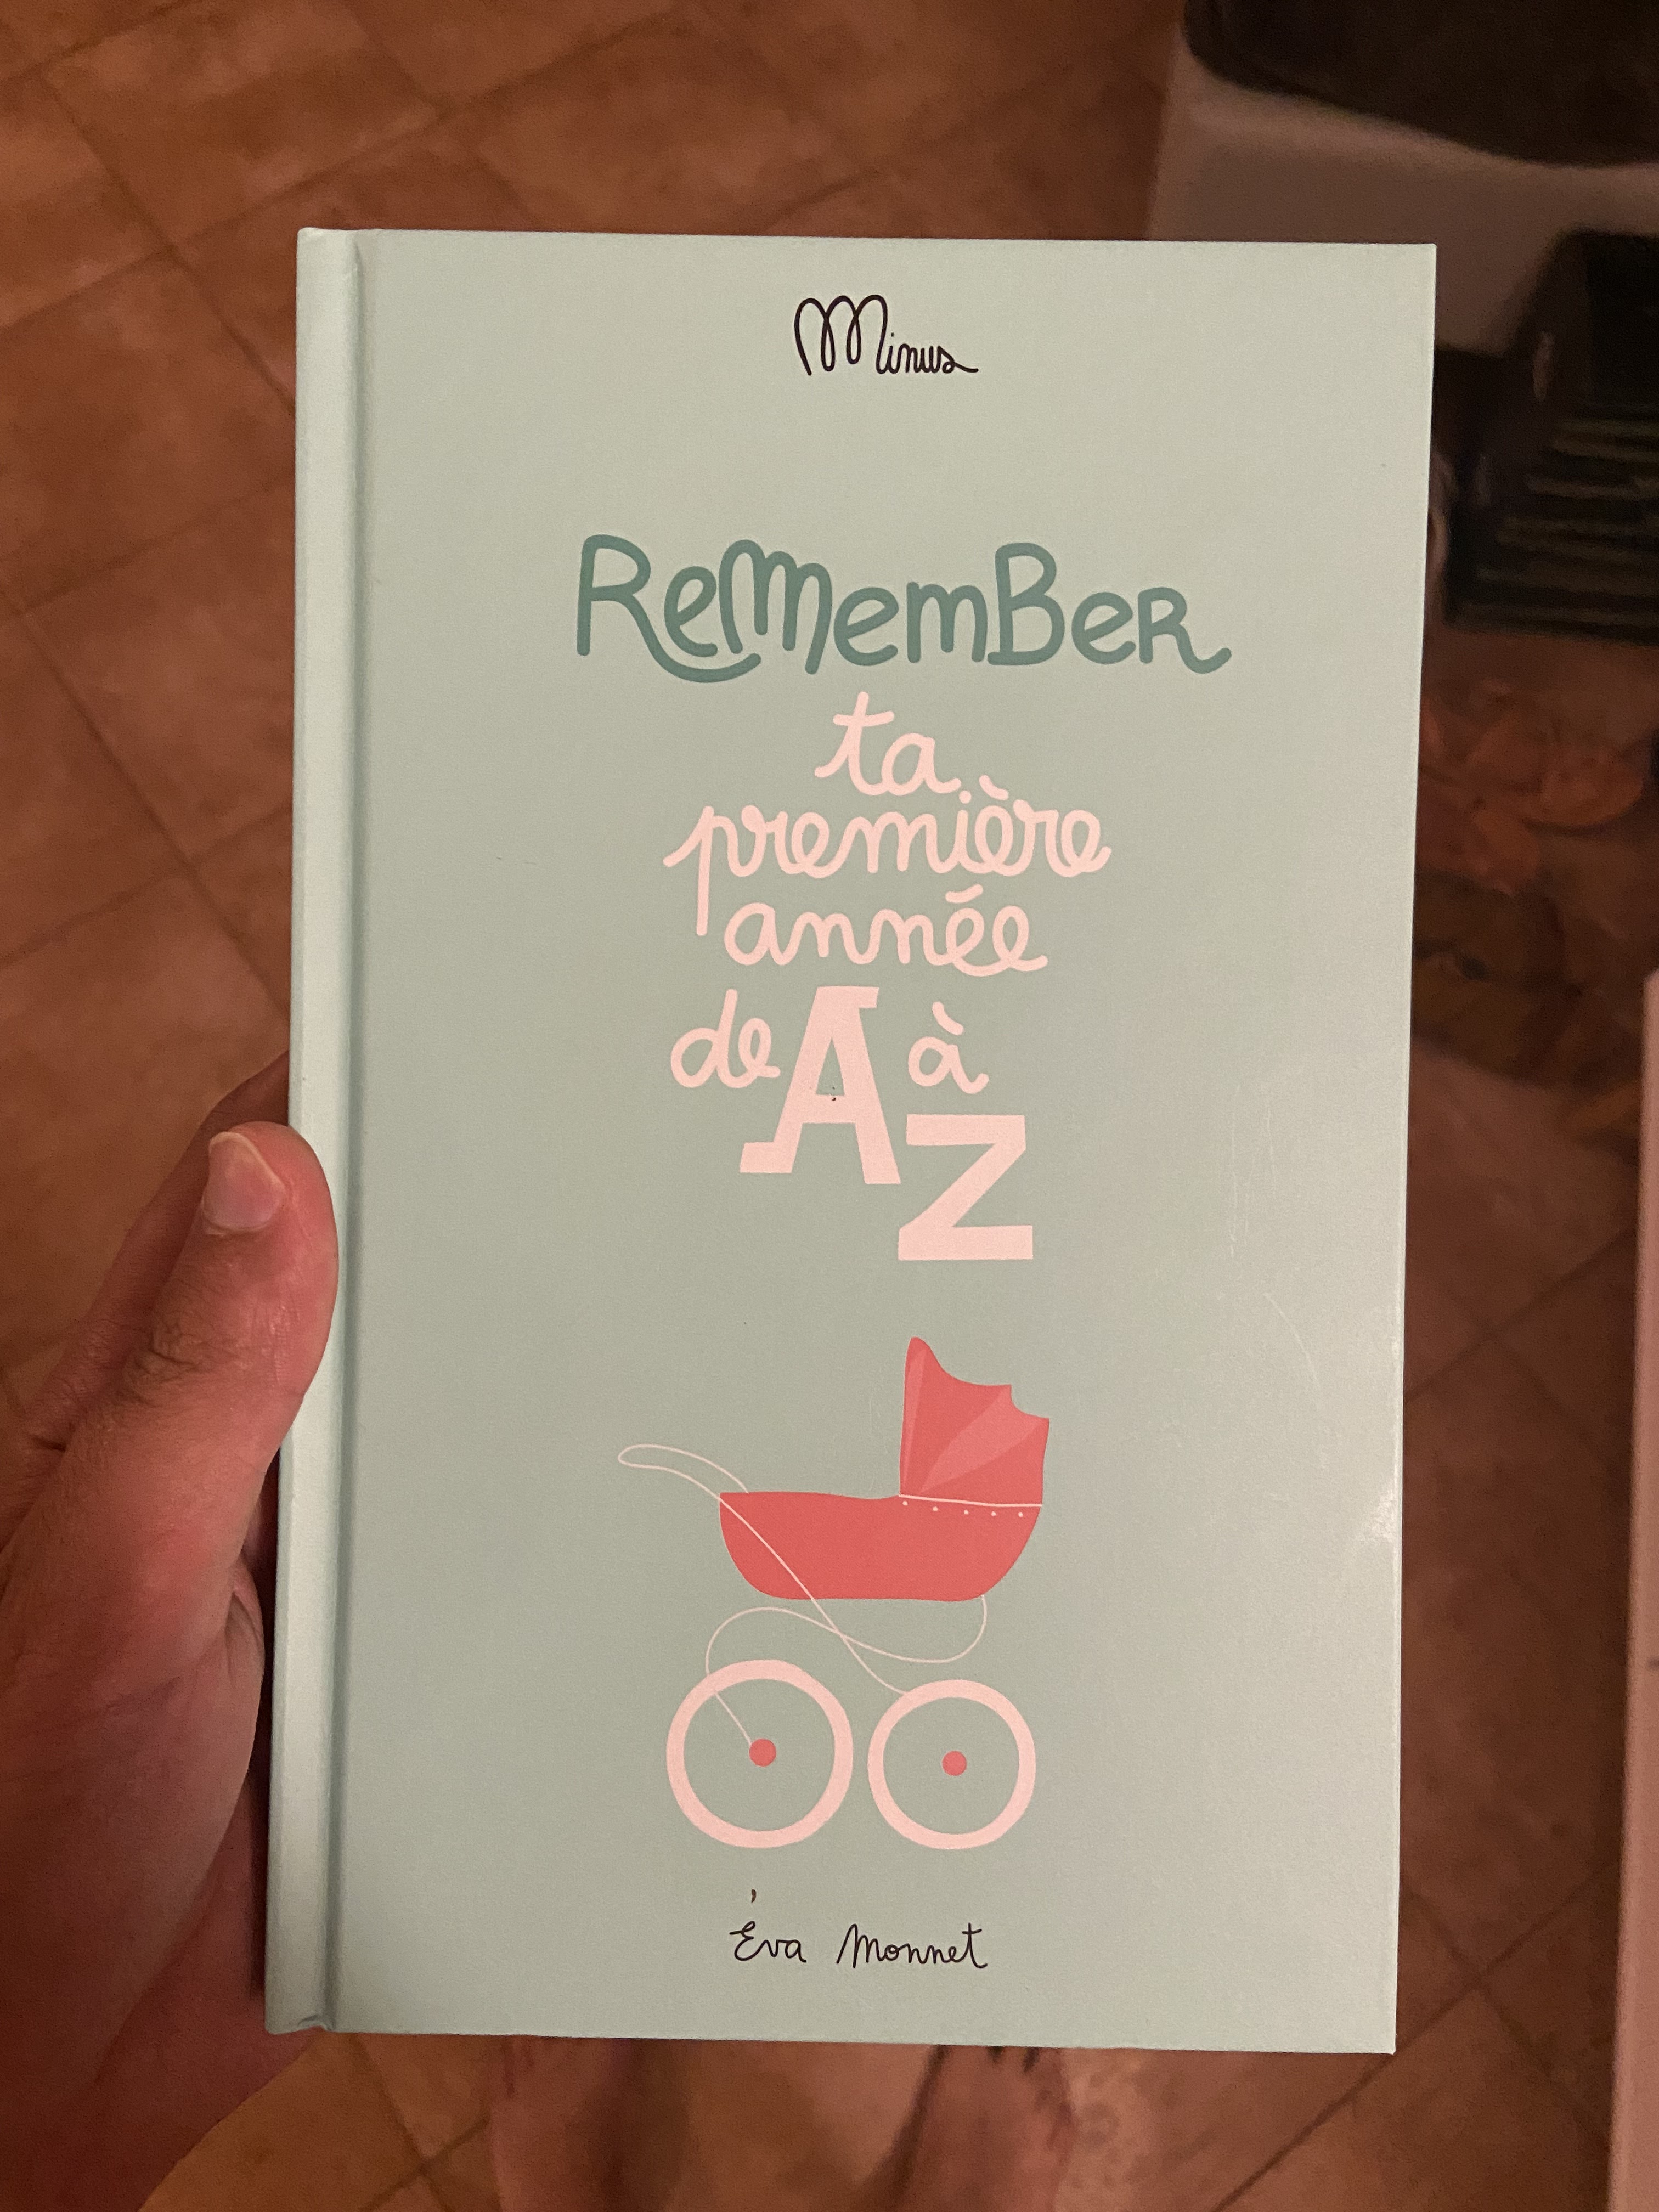 Minus
ReMemBeR
ta
première
année
de A à
Z
Éva Monnet